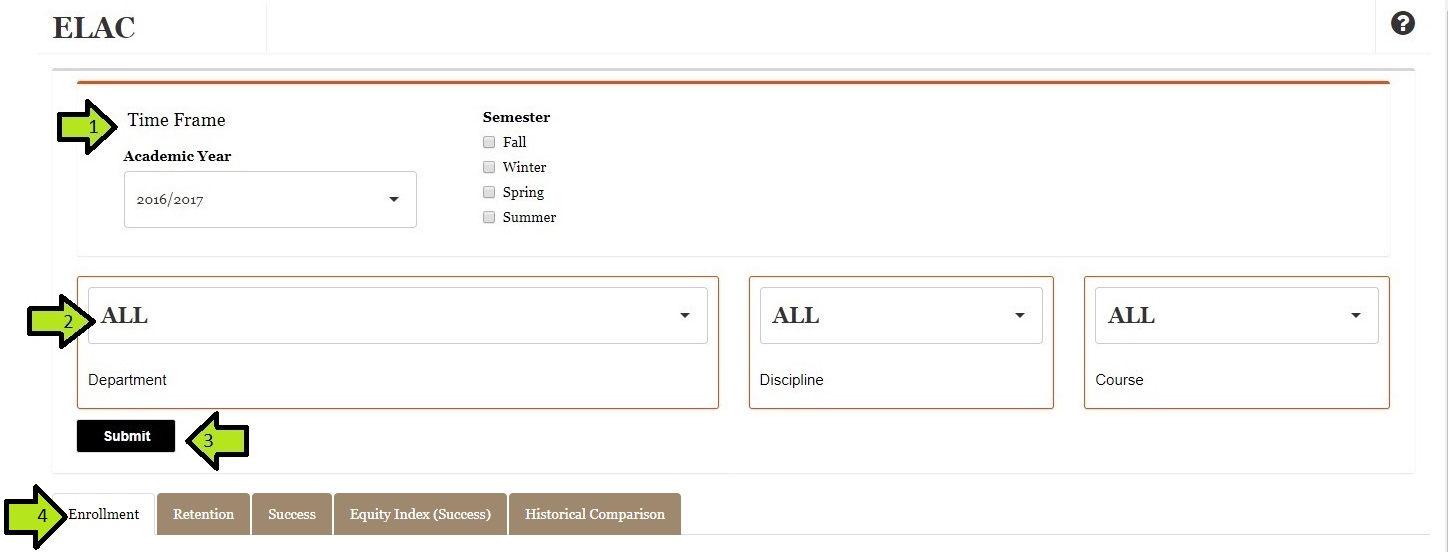 ELAC
?
1
Time Frame
Academic Year
2016/2017
Semester
Fall
Winter
Spring
Summer
2
ALL
Department
ALL
Discipline
ALL
Course
Submit
3
4
Enrollment
Retention
Success
Equity Index (Success)
Historical Comparison